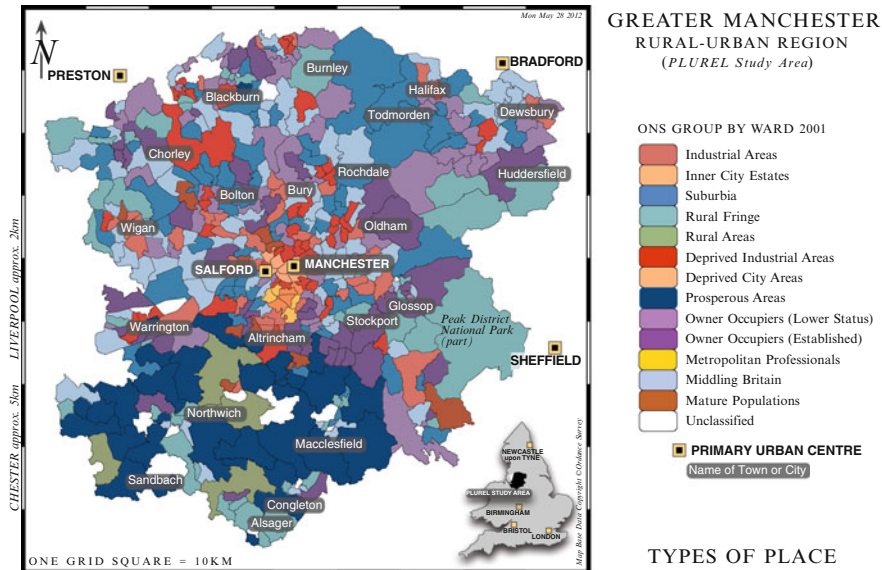 Mon May 28 2012
N
PRESTON
BRADFORD
Burnley
Blackburn
Halifax
Todmorden
Dewsbury
Chorley
Rochdale
Huddersfield
Bolton
Bury
Wigan
Oldham
SALFORD
MANCHESTER
Glossop
Warrington
Stockport
Altrincham
Peak District
National Park
(part)
SHEFFIELD
Northwich
Macclesfield
Sandbach
Congleton
Alsager
LIVERPOOL approx. 2km
CHESTER approx. 5km
ONE GRID SQUARE = 10KM
NEWCASTLE
upon TYNE
PLUREL STUDY AREA
BIRMINGHAM
BRISTOL
LONDON
Map Base Data Copyright ©Ordance Survey
GREATER MANCHESTER
RURAL-URBAN REGION
(PLUREL Study Area)
ONS GROUP BY WARD 2001
Industrial Areas
Inner City Estates
Suburbia
Rural Fringe
Rural Areas
Deprived Industrial Areas
Deprived City Areas
Prosperous Areas
Owner Occupiers (Lower Status)
Owner Occupiers (Established)
Metropolitan Professionals
Middling Britain
Mature Populations
Unclassified
PRIMARY URBAN CENTRE
Name of Town or City
TYPES OF PLACE